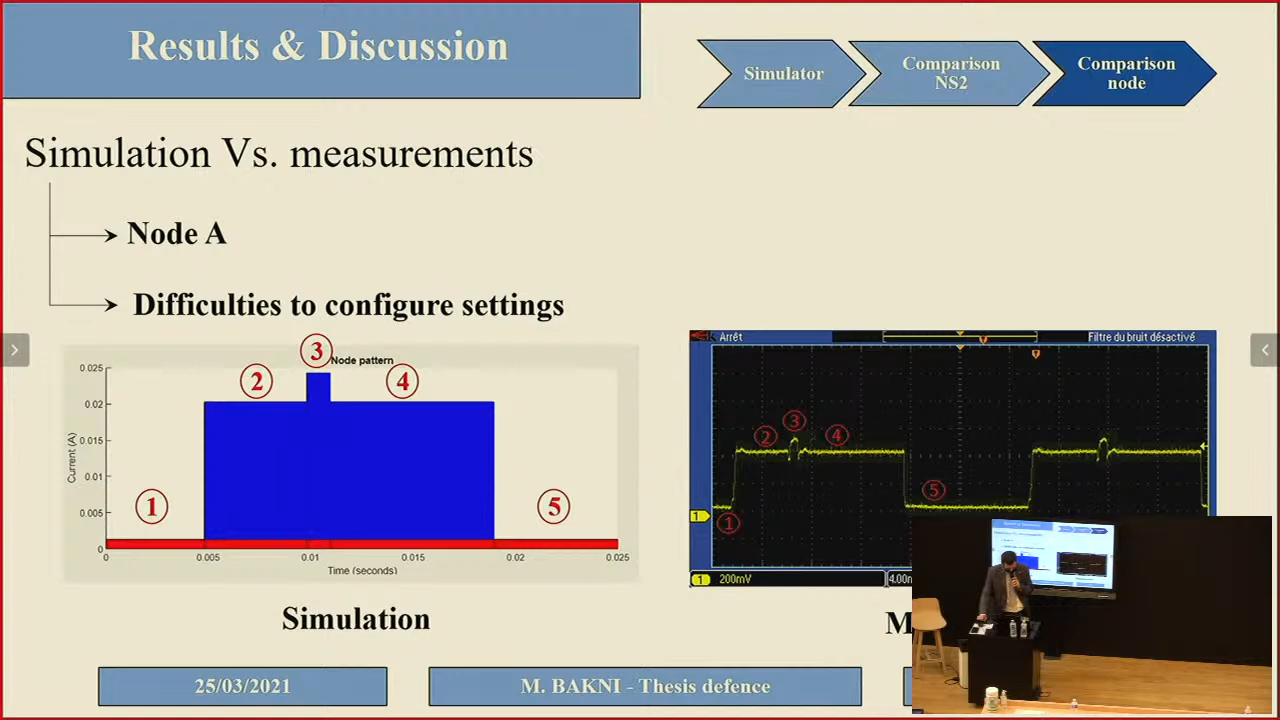 Results & Discussion
Simulator
Comparison
NS2
Comparison
node
Simulation Vs. measurements
Node A
Difficulties to configure settings
3
Node pattern
0.025
0.02
0.015
0.01
0.005
0
Current (A)
2
4
1
5
0
0.005
0.01
0.015
0.02
0.025
Time (seconds)
Simulation
Arrêt
Filtre du bruit désactivé
3
2
4
5
1
1
1
200mV
M
25/03/2021
M. BAKNI - Thesis defence